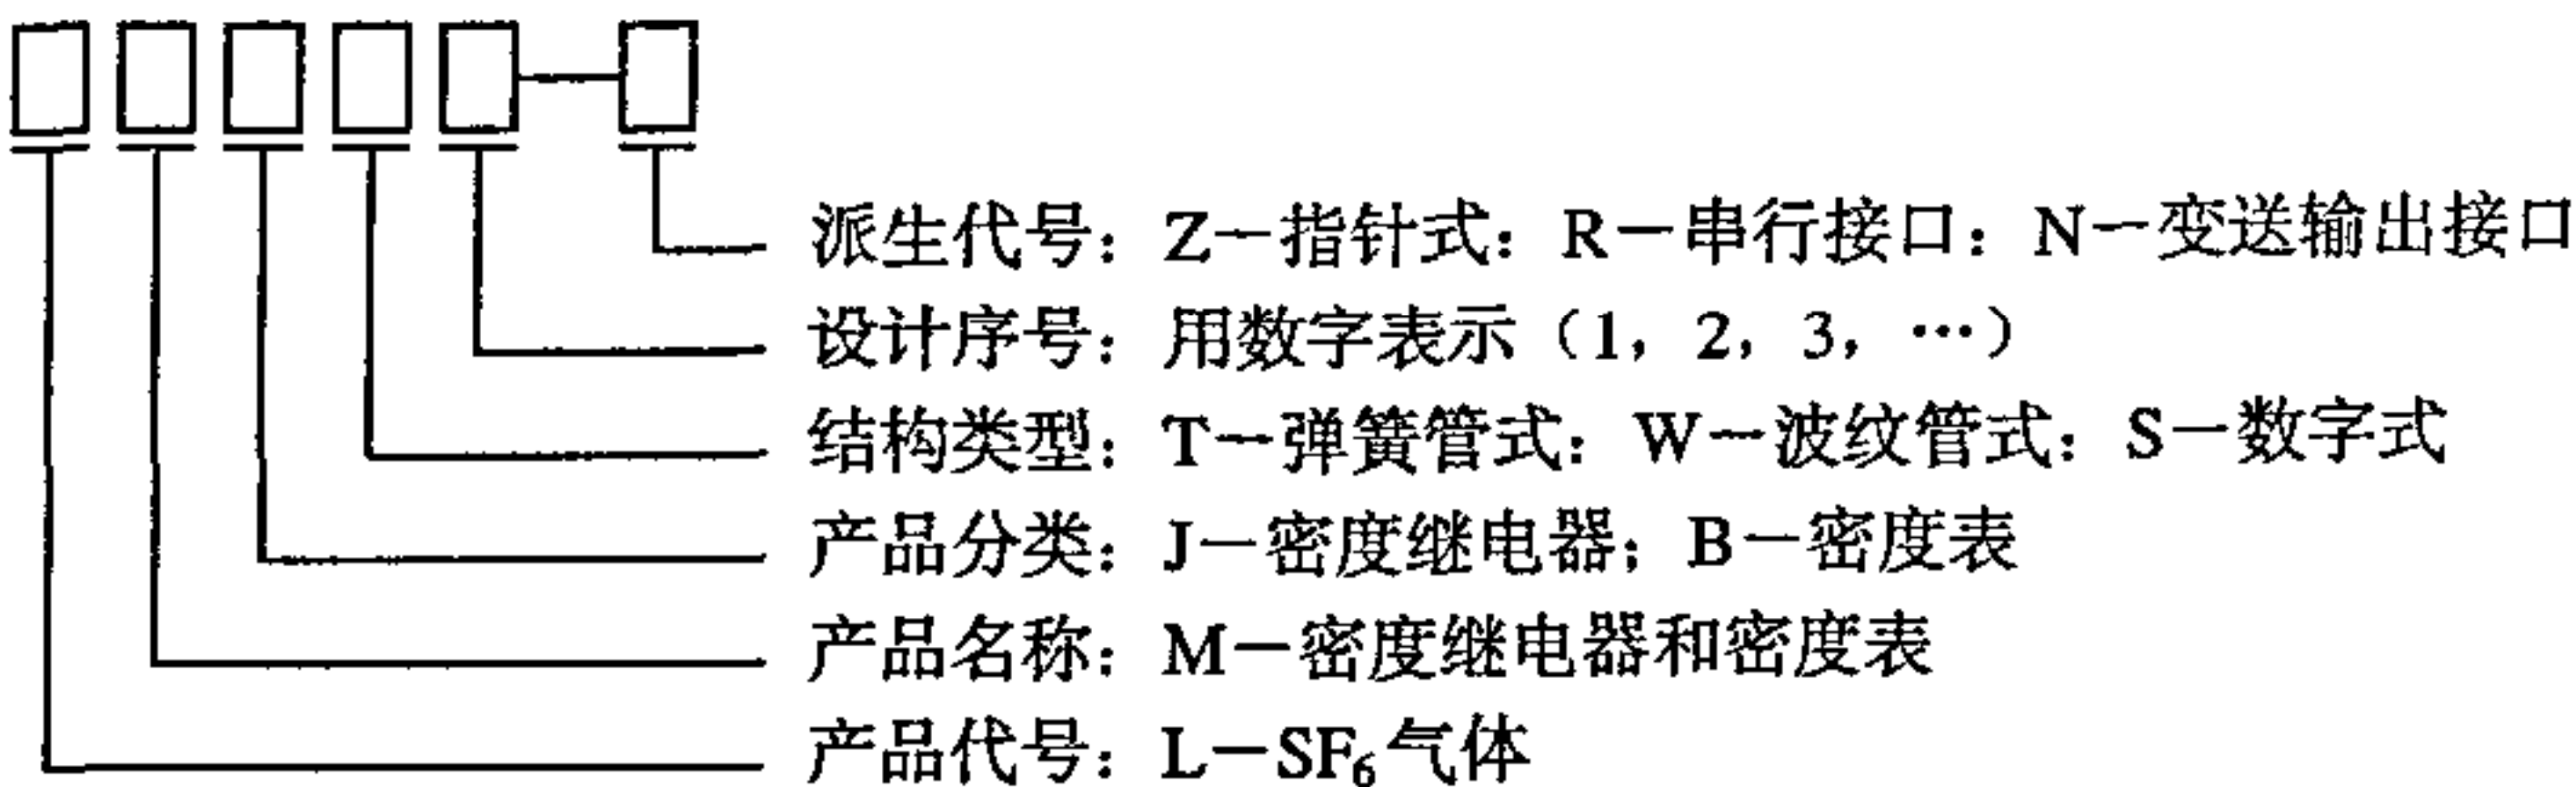 派生代号：Z—指针式；R—串行接口；N—变送输出接口
设计序号：用数字表示（1，2，3，…）
结构类型：T—弹簧管式；W—波纹管式；S—数字式
产品分类：J—密度继电器；B—密度表
产品名称：M—密度继电器和密度表
产品代号：L—SF₆气体